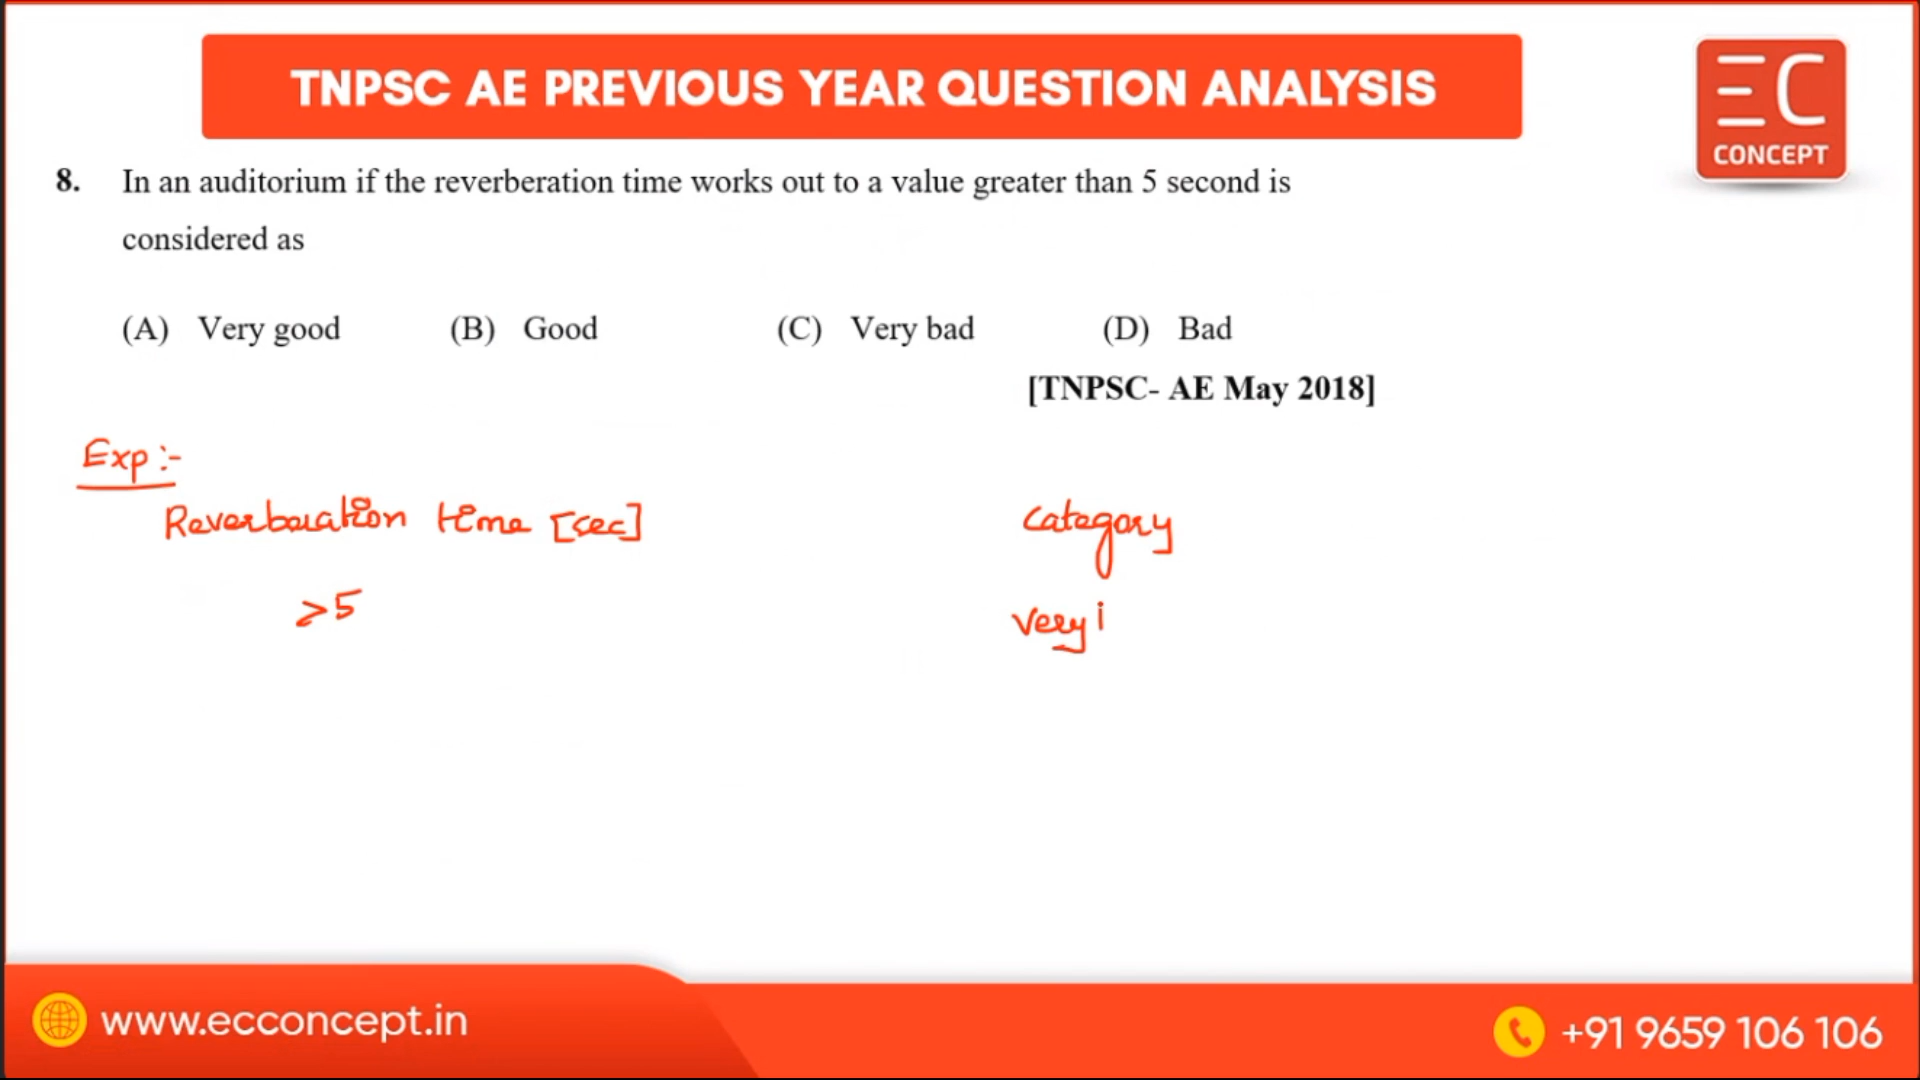 TNPSC AE PREVIOUS YEAR QUESTION ANALYSIS
EC
CONCEPT
8. In an auditorium if the reverberation time works out to a value greater than 5 second is
considered as
(A) Very good (B) Good (C) Very bad (D) Bad
[TNPSC- AE May 2018]
Exp :-
Reverberation time [sec] category
>5 very
www.ecconcept.in
+91 9659 106 106